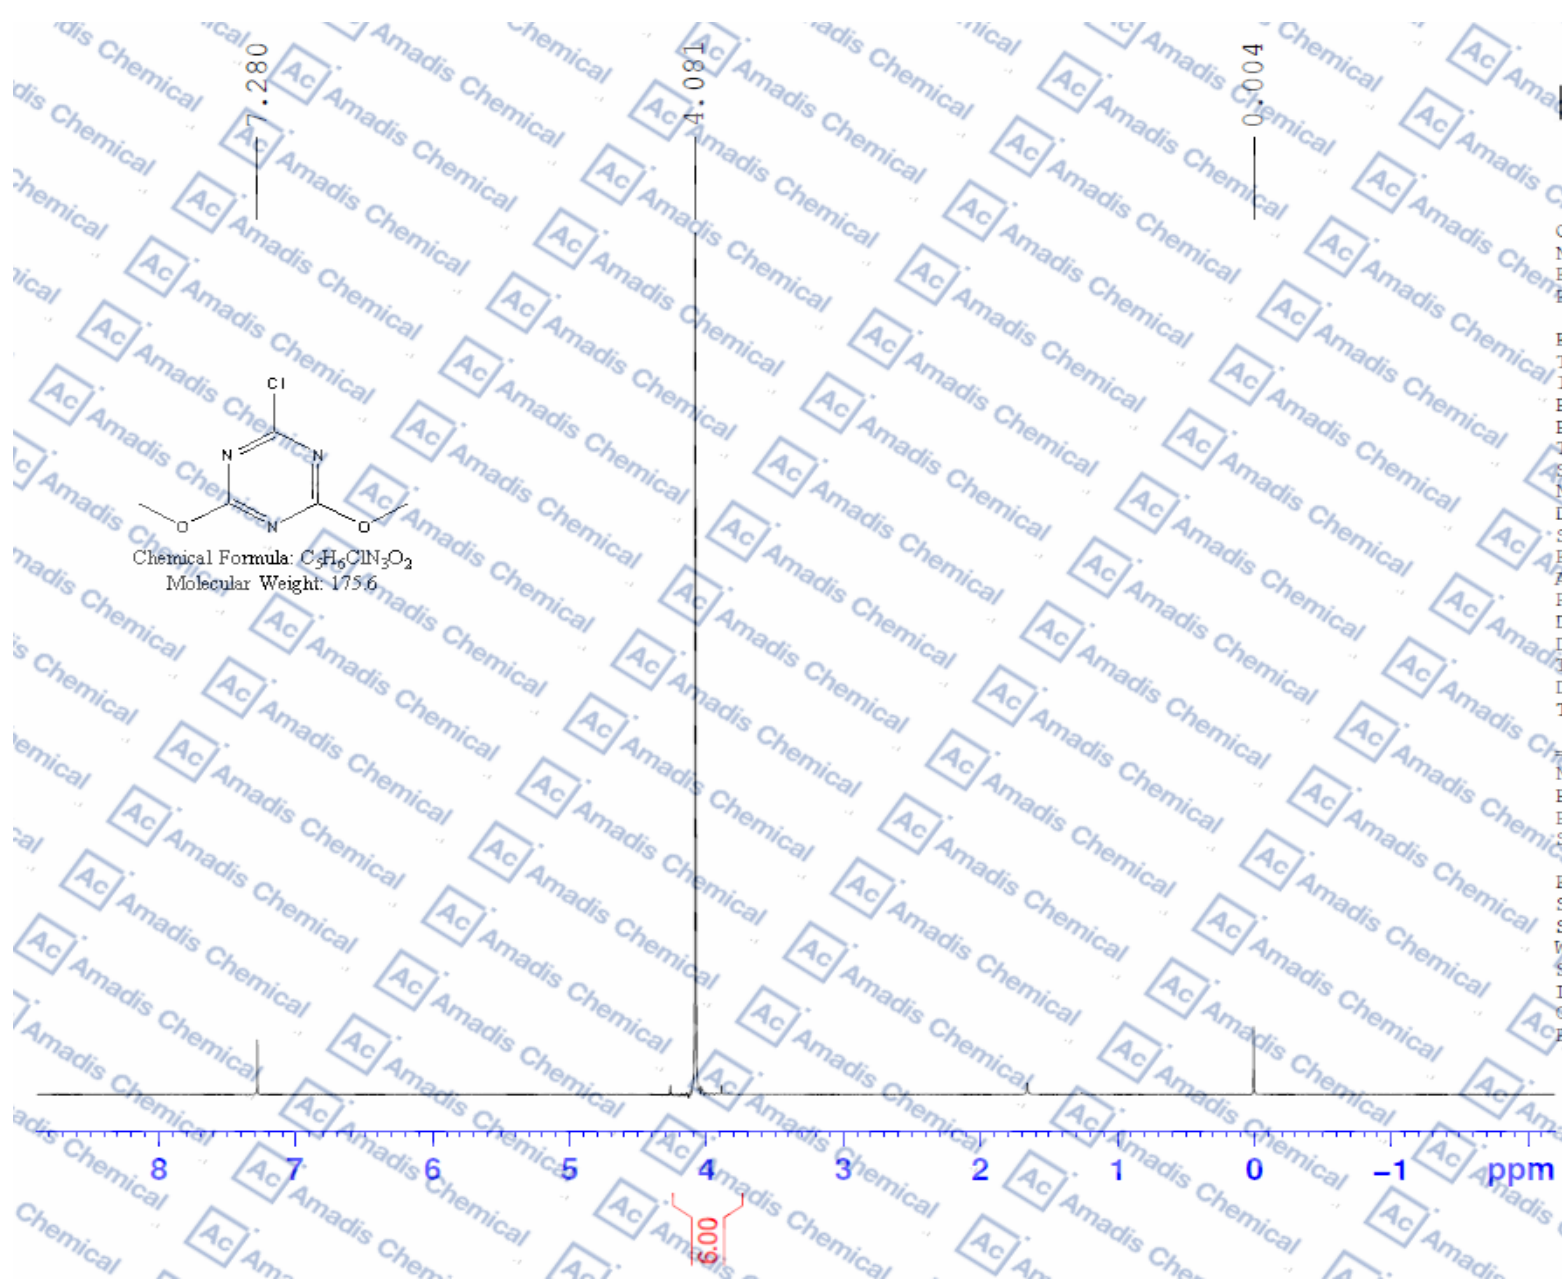 7.280
4.081
0.004
Cl
N
N
O
N
O
Chemical Formula: C₅H₆ClN₃O₂
Molecular Weight: 175.6
8 7 6 5 4 3 2 1 0 −1 ppm
6.00
Ac Amadis Chemical